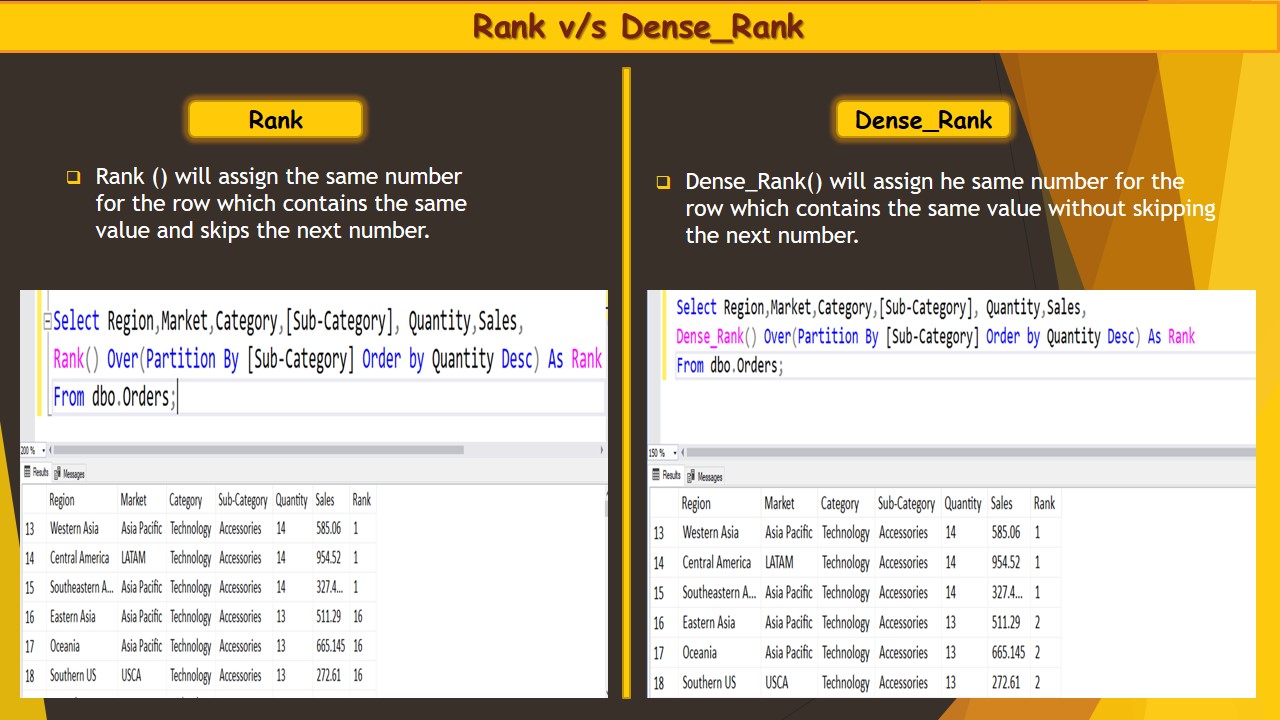 Rank v/s Dense_Rank
Rank
❑ Rank () will assign the same number
for the row which contains the same
value and skips the next number.
Select Region,Market,Category,[Sub-Category], Quantity,Sales,
Rank() Over(Partition By [Sub-Category] Order by Quantity Desc) As Rank
From dbo.Orders;
200 %
Results Messages
Region Market Category Sub-Category Quantity Sales Rank
13 Western Asia Asia Pacific Technology Accessories 14 585.06 1
14 Central America LATAM Technology Accessories 14 954.52 1
15 Southeastern A... Asia Pacific Technology Accessories 14 327.4... 1
16 Eastern Asia Asia Pacific Technology Accessories 13 511.29 16
17 Oceania Asia Pacific Technology Accessories 13 665.145 16
18 Southern US USCA Technology Accessories 13 272.61 16
Dense_Rank
❑ Dense_Rank() will assign he same number for the
row which contains the same value without skipping
the next number.
Select Region,Market,Category,[Sub-Category], Quantity,Sales,
Dense_Rank() Over(Partition By [Sub-Category] Order by Quantity Desc) As Rank
From dbo.Orders;
150 %
Results Messages
Region Market Category Sub-Category Quantity Sales Rank
13 Western Asia Asia Pacific Technology Accessories 14 585.06 1
14 Central America LATAM Technology Accessories 14 954.52 1
15 Southeastern A... Asia Pacific Technology Accessories 14 327.4... 1
16 Eastern Asia Asia Pacific Technology Accessories 13 511.29 2
17 Oceania Asia Pacific Technology Accessories 13 665.145 2
18 Southern US USCA Technology Accessories 13 272.61 2